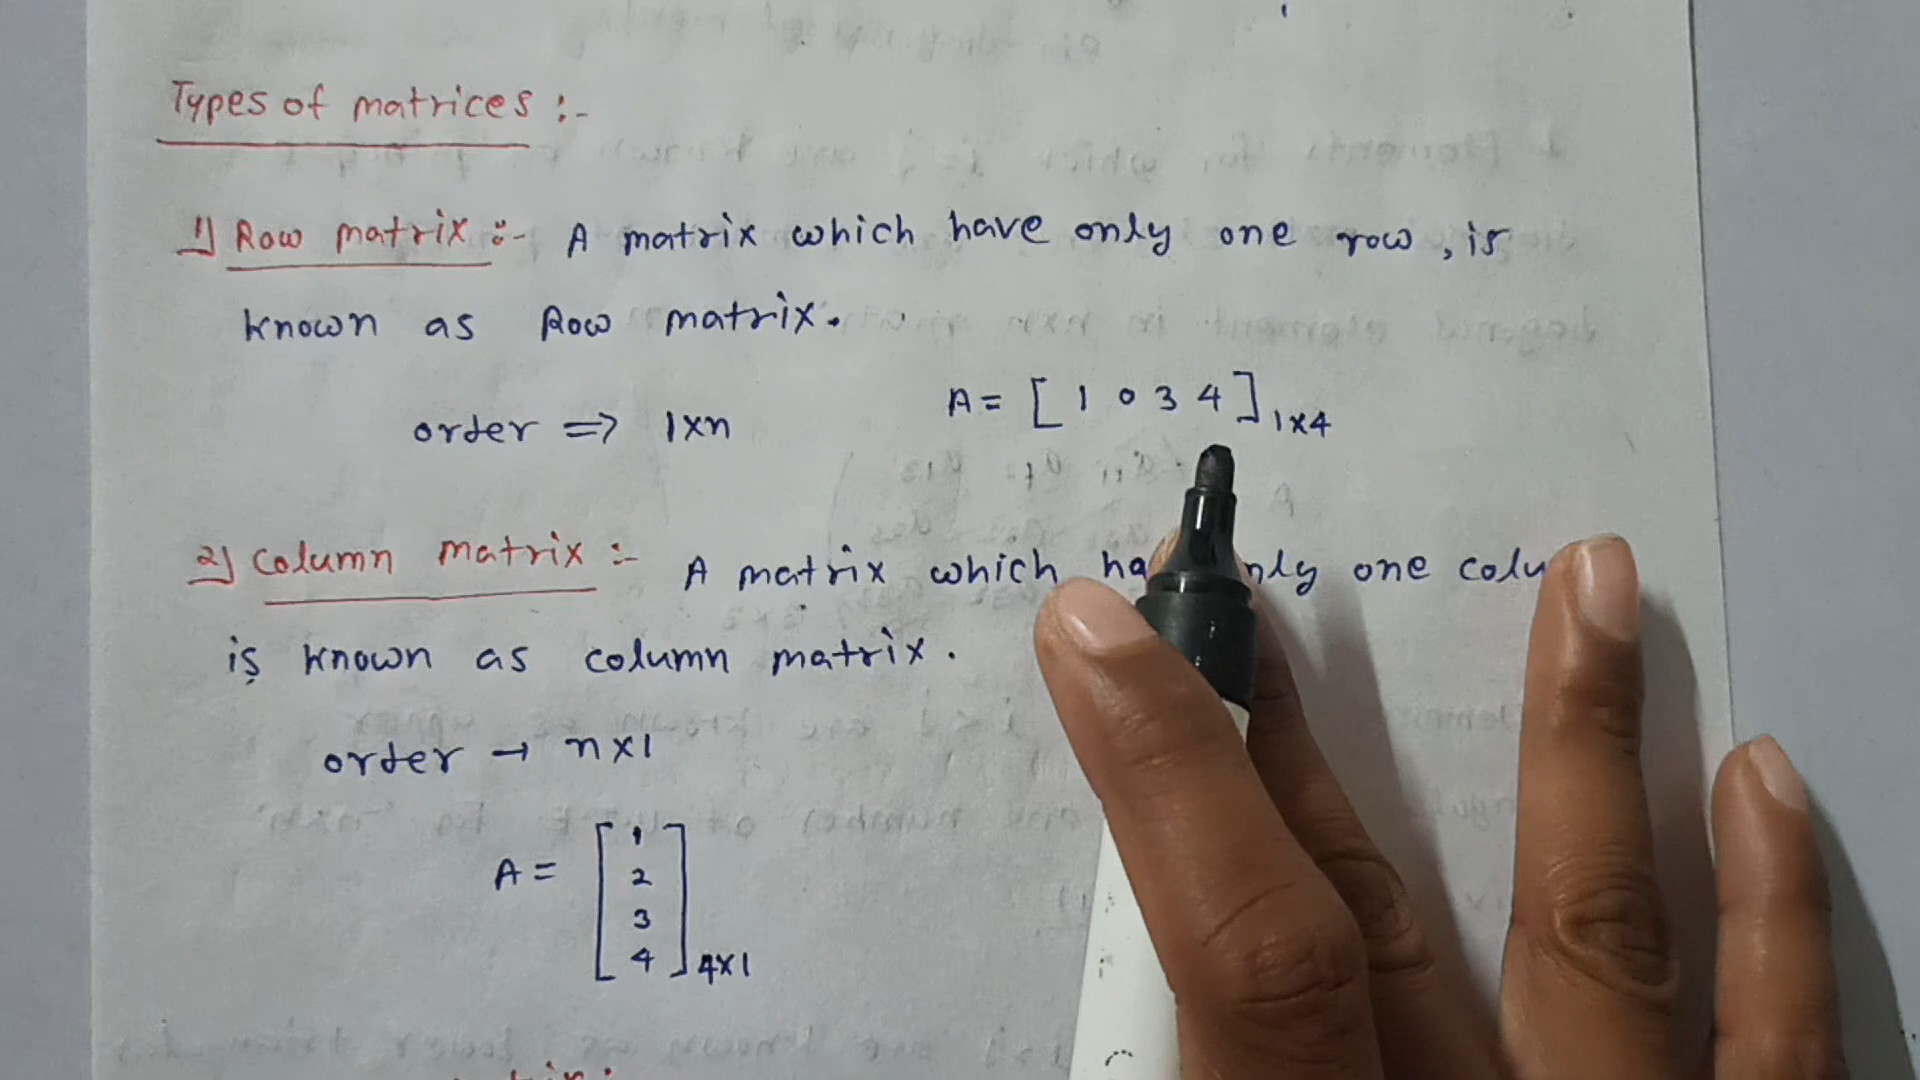 Types of matrices :-
1) Row matrix :- A matrix which have only one row, is
known as Row matrix.
order ⇒ 1×n
A = [ 1 0 3 4 ] 1×4
2) Column matrix :- A matrix which only one
is known as column matrix.
order → n×1
A = [ 1
2
3
4 ] 4×1